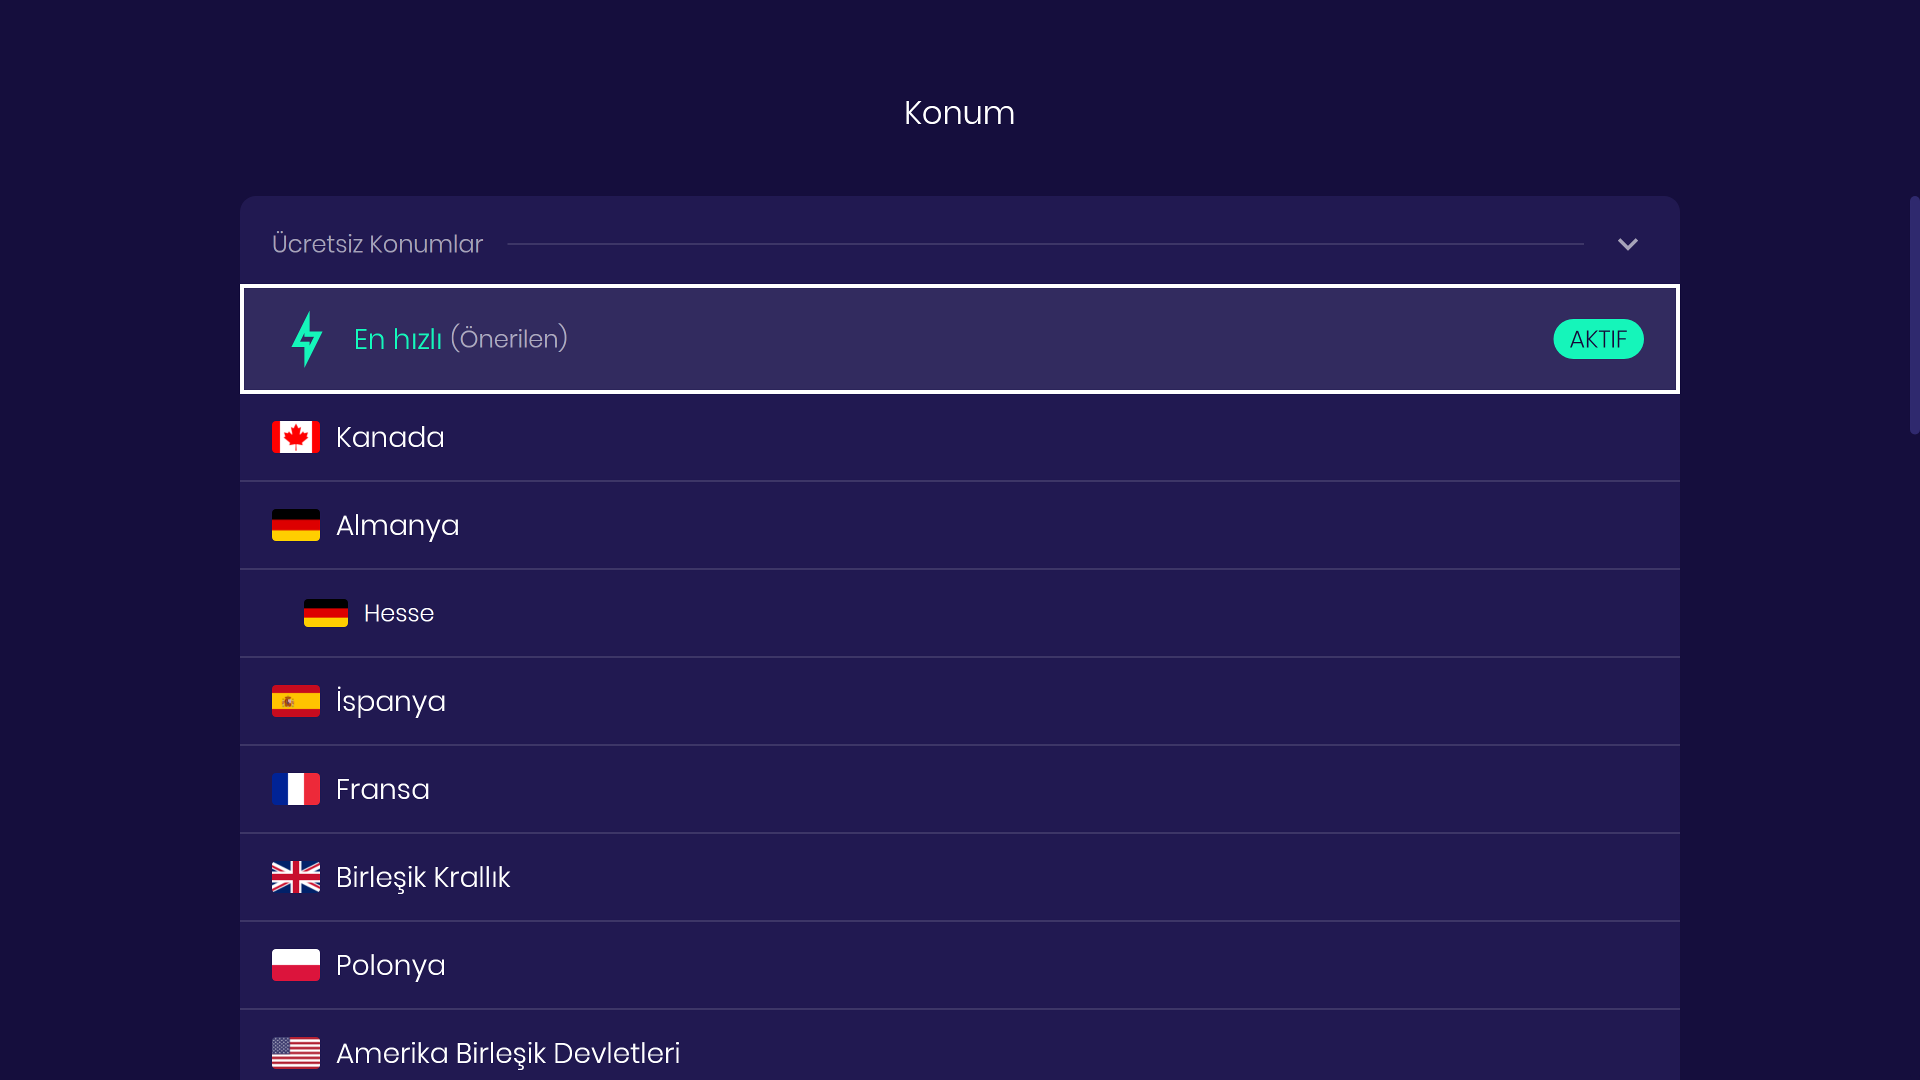 Konum
Ücretsiz Konumlar
En hızlı (Önerilen)
AKTIF
Kanada
Almanya
Hesse
İspanya
Fransa
Birleşik Krallık
Polonya
Amerika Birleşik Devletleri